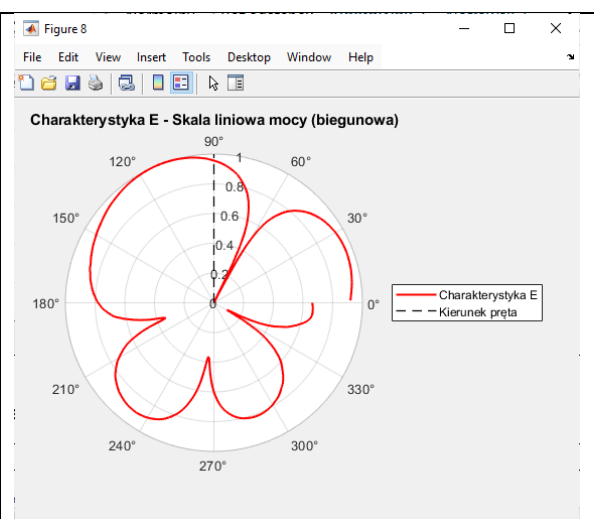 Figure 8
File Edit View Insert Tools Desktop Window Help
Charakterystyka E - Skala liniowa mocy (biegunowa)
90°
120° 1 60°
0.8
150° 0.6 30°
0.4
0.2
180° 0 0°
Charakterystyka E
Kierunek pręta
210° 330°
240° 300°
270°